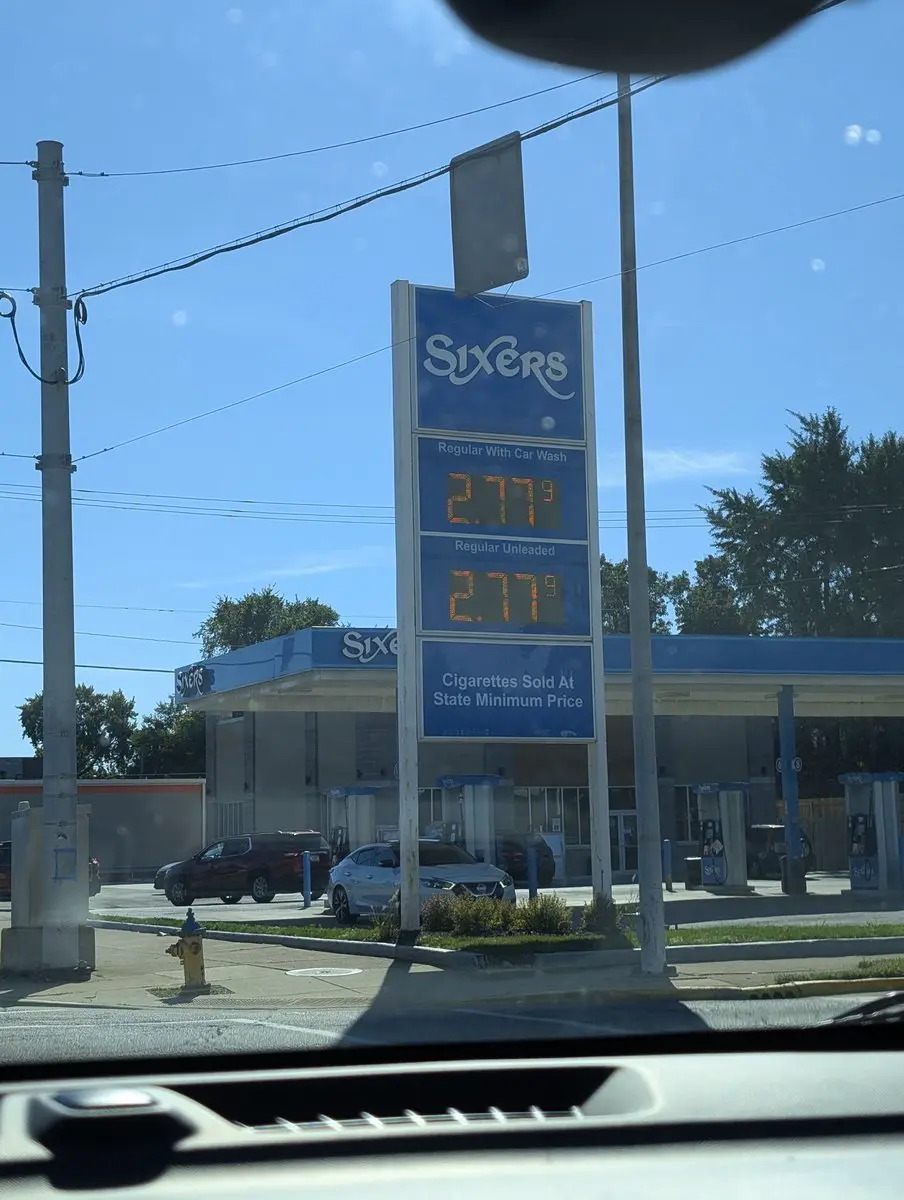 SIXERS
Regular With Car Wash
2.77 9
Regular Unleaded
2.77 9
Cigarettes Sold At
State Minimum Price
SIXERS